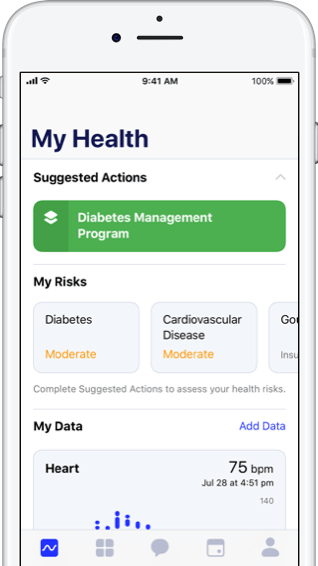 9:41 AM
100%
My Health
Suggested Actions
Diabetes Management
Program
My Risks
Diabetes
Moderate
Cardiovascular
Disease
Moderate
Complete Suggested Actions to assess your health risks.
My Data
Add Data
Heart
75 bpm
Jul 28 at 4:51 pm
140